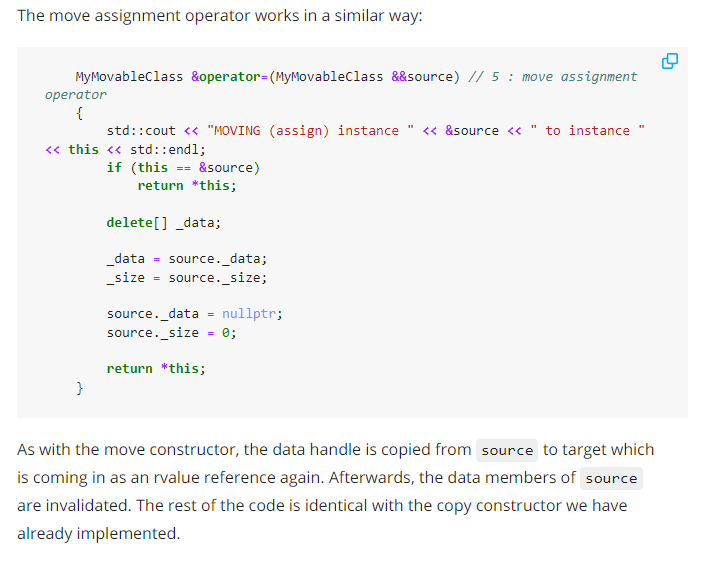 The move assignment operator works in a similar way:
MyMovableClass &operator=(MyMovableClass &&source) // 5 : move assignment
operator
{
std::cout << "MOVING (assign) instance " << &source << " to instance "
<< this << std::endl;
if (this == &source)
return *this;
delete[] _data;
_data = source._data;
_size = source._size;
source._data = nullptr;
source._size = 0;
return *this;
}
As with the move constructor, the data handle is copied from source to target which
is coming in as an rvalue reference again. Afterwards, the data members of source
are invalidated. The rest of the code is identical with the copy constructor we have
already implemented.